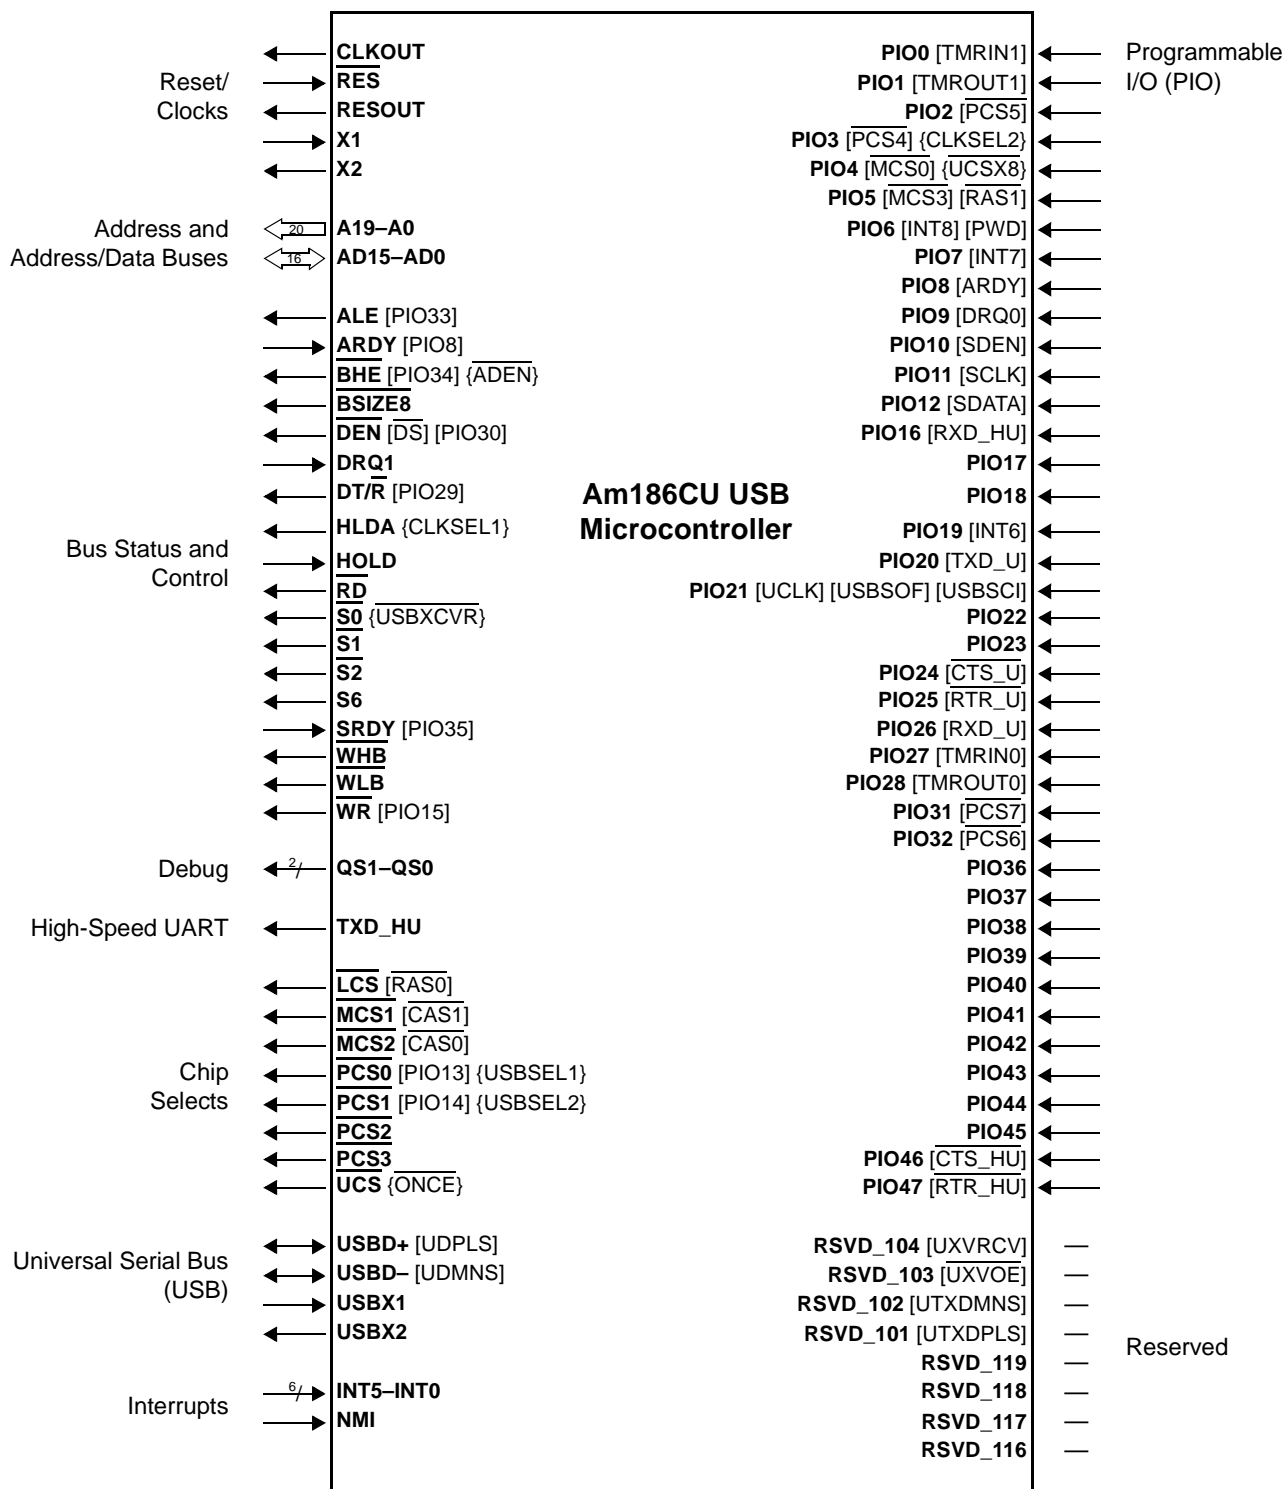 CLKOUT
Reset/
Clocks
RES
RESOUT
X1
X2
Address and
Address/Data Buses
20
A19–A0
16
AD15–AD0
ALE [PIO33]
ARDY [PIO8]
BHE [PIO34] {ADEN}
BSIZE8
DEN [DS] [PIO30]
DRQ1
DT/R [PIO29]
HLDA {CLKSEL1}
Bus Status and
Control
HOLD
RD
S0 {USBXCVR}
S1
S2
S6
SRDY [PIO35]
WHB
WLB
WR [PIO15]
Debug
2
QS1–QS0
High-Speed UART
TXD_HU
LCS [RAS0]
MCS1 [CAS1]
MCS2 [CAS0]
Chip
Selects
PCS0 [PIO13] {USBSEL1}
PCS1 [PIO14] {USBSEL2}
PCS2
PCS3
UCS {ONCE}
Universal Serial Bus
(USB)
USBD+ [UDPLS]
USBD– [UDMNS]
USBX1
USBX2
Interrupts
6
INT5–INT0
NMI
Am186CU USB
Microcontroller
Programmable
I/O (PIO)
PIO0 [TMRIN1]
PIO1 [TMROUT1]
PIO2 [PCS5]
PIO3 [PCS4] {CLKSEL2}
PIO4 [MCS0] {UCSX8}
PIO5 [MCS3] [RAS1]
PIO6 [INT8] [PWD]
PIO7 [INT7]
PIO8 [ARDY]
PIO9 [DRQ0]
PIO10 [SDEN]
PIO11 [SCLK]
PIO12 [SDATA]
PIO16 [RXD_HU]
PIO17
PIO18
PIO19 [INT6]
PIO20 [TXD_U]
PIO21 [UCLK] [USBSOF] [USBSCI]
PIO22
PIO23
PIO24 [CTS_U]
PIO25 [RTR_U]
PIO26 [RXD_U]
PIO27 [TMRIN0]
PIO28 [TMROUT0]
PIO31 [PCS7]
PIO32 [PCS6]
PIO36
PIO37
PIO38
PIO39
PIO40
PIO41
PIO42
PIO43
PIO44
PIO45
PIO46 [CTS_HU]
PIO47 [RTR_HU]
RSVD_104 [UXVRCV]
RSVD_103 [UXVOE]
RSVD_102 [UTXDMNS]
RSVD_101 [UTXDPLS]
RSVD_119
RSVD_118
RSVD_117
RSVD_116
Reserved